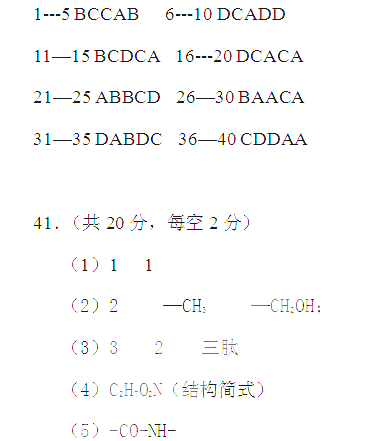 1---5 BCCAB 6---10 DCADD
11—15 BCDCA 16---20 DCACA
21—25 ABBCD 26—30 BAACA
31—35 DABDC 36—40 CDDAA
41.（共 20 分，每空 2 分）
（1）1 1
（2）2 —CH₃ —CH₂OH；
（3）3 2 三肽
（4）C₂H₇O₂N（结构简式）
（5）-CO-NH-